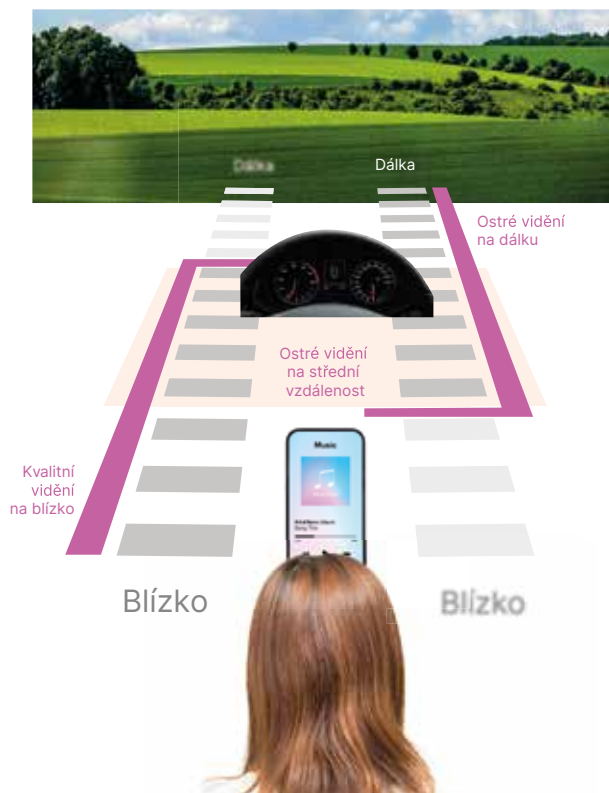 Dálka
Dálka
Ostré vidění
na dálku
Ostré vidění
na střední
vzdálenost
Music
Kvalitní
vidění
na blízko
Blízko
Blízko